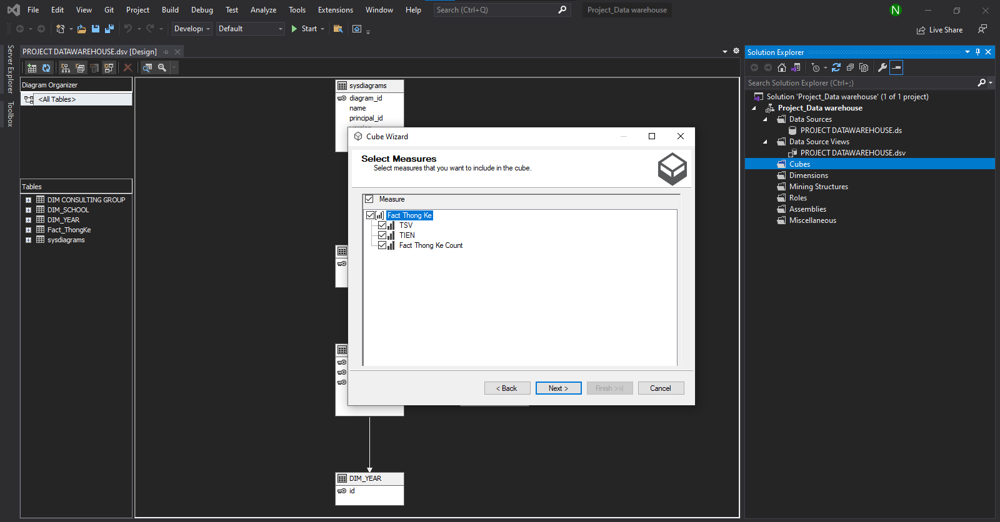 File Edit View Git Project Build Debug Test Analyze Tools Extensions Window Help Search (Ctrl+Q) Project_Data warehouse N
Developı Default Start Live Share
Server Explorer
Toolbox
PROJECT DATAWAREHOUSE.dsv [Design]
Diagram Organizer
<All Tables>
Tables
DIM CONSULTING GROUP
DIM_SCHOOL
DIM_YEAR
Fact_ThongKe
sysdiagrams
sysdiagrams
diagram_id
name
principal_id
Cube Wizard
Select Measures
Select measures that you want to include in the cube.
Measure
Fact Thong Ke
TSV
TIEN
Fact Thong Ke Count
< Back Next > Finish >>| Cancel
DIM_YEAR
id
Solution Explorer
Search Solution Explorer (Ctrl+;)
Solution 'Project_Data warehouse' (1 of 1 project)
Project_Data warehouse
Data Sources
PROJECT DATAWAREHOUSE.ds
Data Source Views
PROJECT DATAWAREHOUSE.dsv
Cubes
Dimensions
Mining Structures
Roles
Assemblies
Miscellaneous